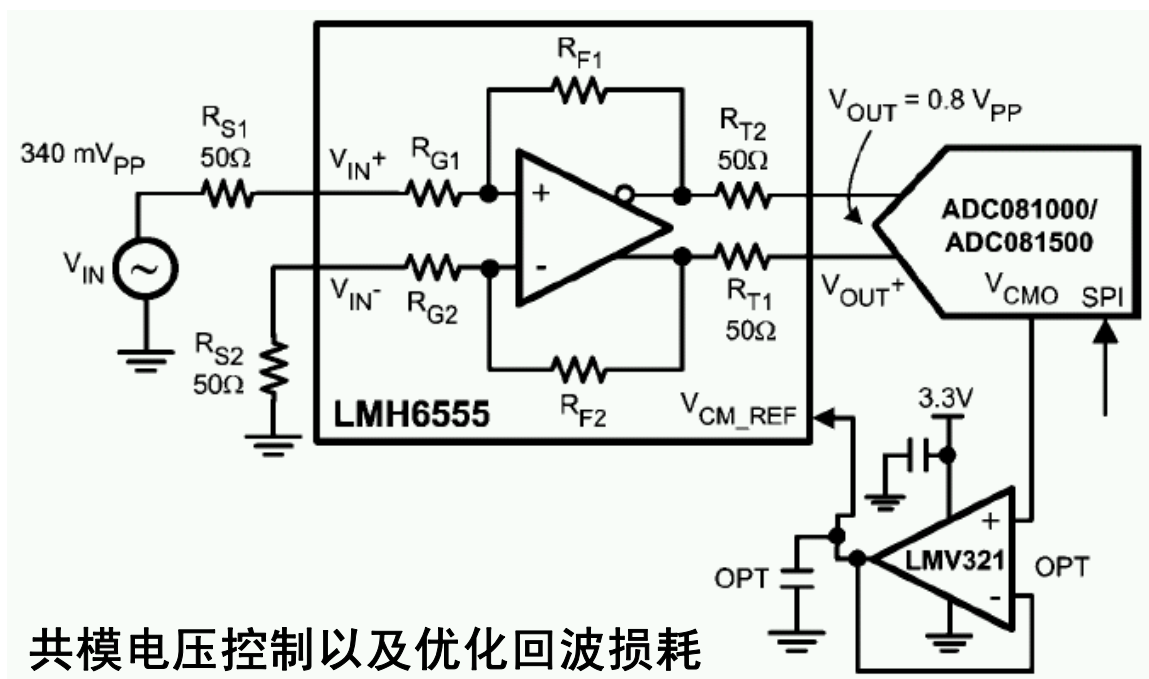 R_F1
R_S1
50Ω
340 mV_PP
V_IN+
R_G1
R_T2
50Ω
V_OUT = 0.8 V_PP
+
ADC081000/
ADC081500
V_IN
~
-
V_IN-
R_G2
R_T1
50Ω
V_OUT+
V_CMO
SPI
R_S2
50Ω
LMH6555
R_F2
V_CM_REF
3.3V
+
LMV321
OPT
OPT
-
共模电压控制以及优化回波损耗